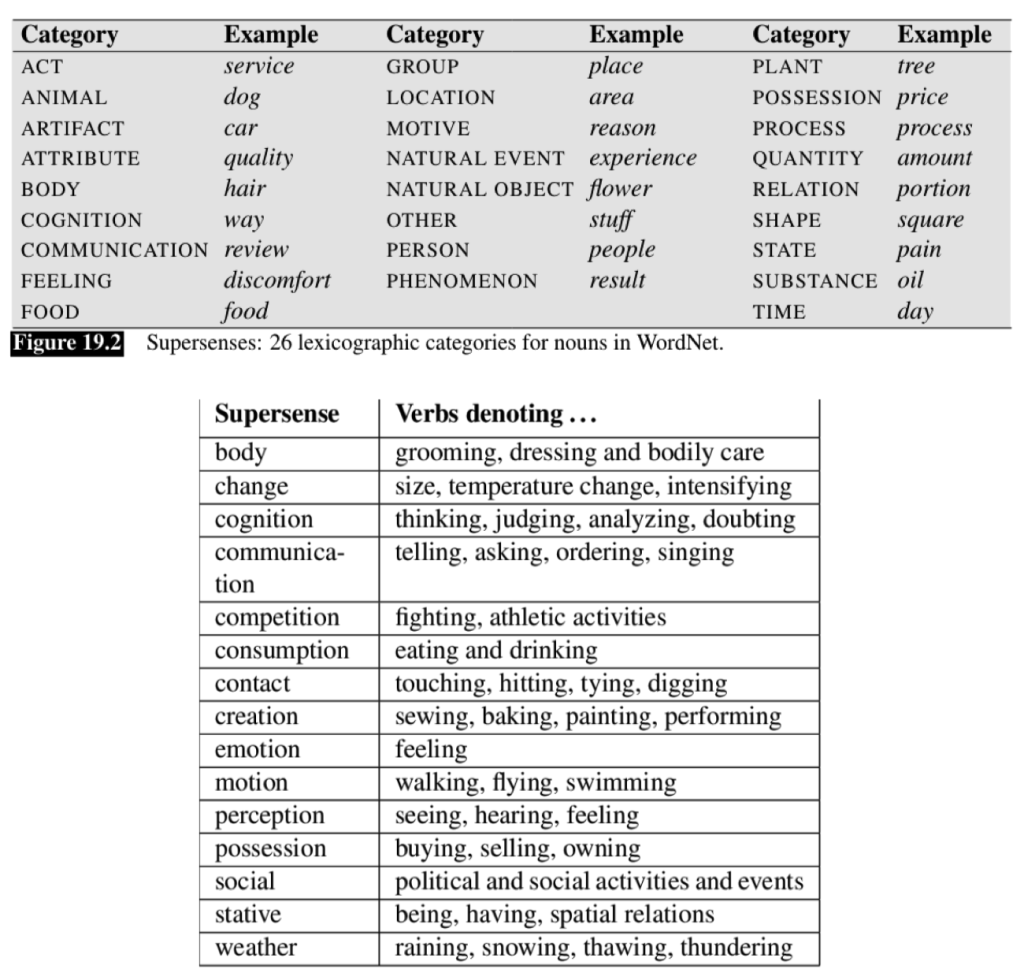 Category Example Category Example Category Example
ACT service GROUP place PLANT tree
ANIMAL dog LOCATION area POSSESSION price
ARTIFACT car MOTIVE reason PROCESS process
ATTRIBUTE quality NATURAL EVENT experience QUANTITY amount
BODY hair NATURAL OBJECT flower RELATION portion
COGNITION way OTHER stuff SHAPE square
COMMUNICATION review PERSON people STATE pain
FEELING discomfort PHENOMENON result SUBSTANCE oil
FOOD food TIME day
Figure 19.2 Supersenses: 26 lexicographic categories for nouns in WordNet.
Supersense Verbs denoting …
body grooming, dressing and bodily care
change size, temperature change, intensifying
cognition thinking, judging, analyzing, doubting
communica- telling, asking, ordering, singing
tion
competition fighting, athletic activities
consumption eating and drinking
contact touching, hitting, tying, digging
creation sewing, baking, painting, performing
emotion feeling
motion walking, flying, swimming
perception seeing, hearing, feeling
possession buying, selling, owning
social political and social activities and events
stative being, having, spatial relations
weather raining, snowing, thawing, thundering